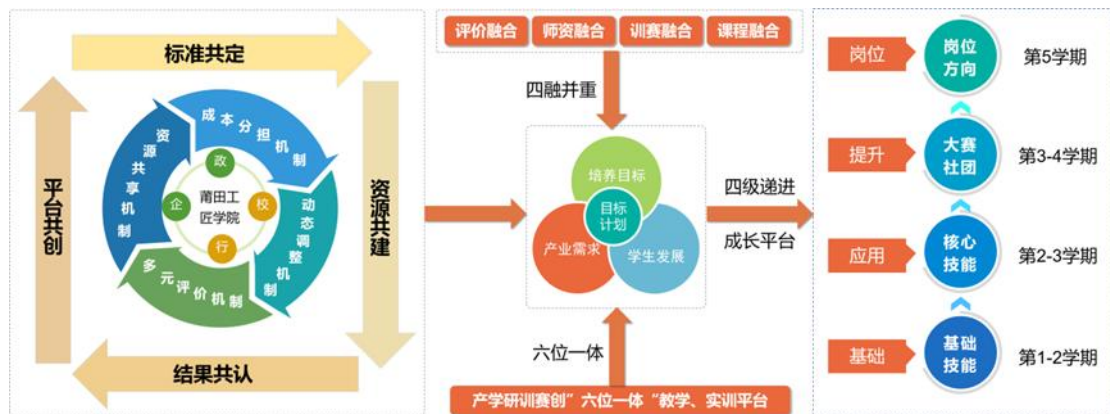 标准共定
平台共创
资源共建
结果共认
成本分担机制
动态调整机制
多元评价机制
资源共享机制
政
企
校
行
莆田工
匠学院
评价融合
师资融合
训赛融合
课程融合
四融并重
培养目标
目标
计划
产业需求
学生发展
六位一体
产学研训赛创”六位一体“教学、实训平台
四级递进
成长平台
岗位
岗位
方向
第5学期
提升
大赛
社团
第3-4学期
应用
核心
技能
第2-3学期
基础
基础
技能
第1-2学期